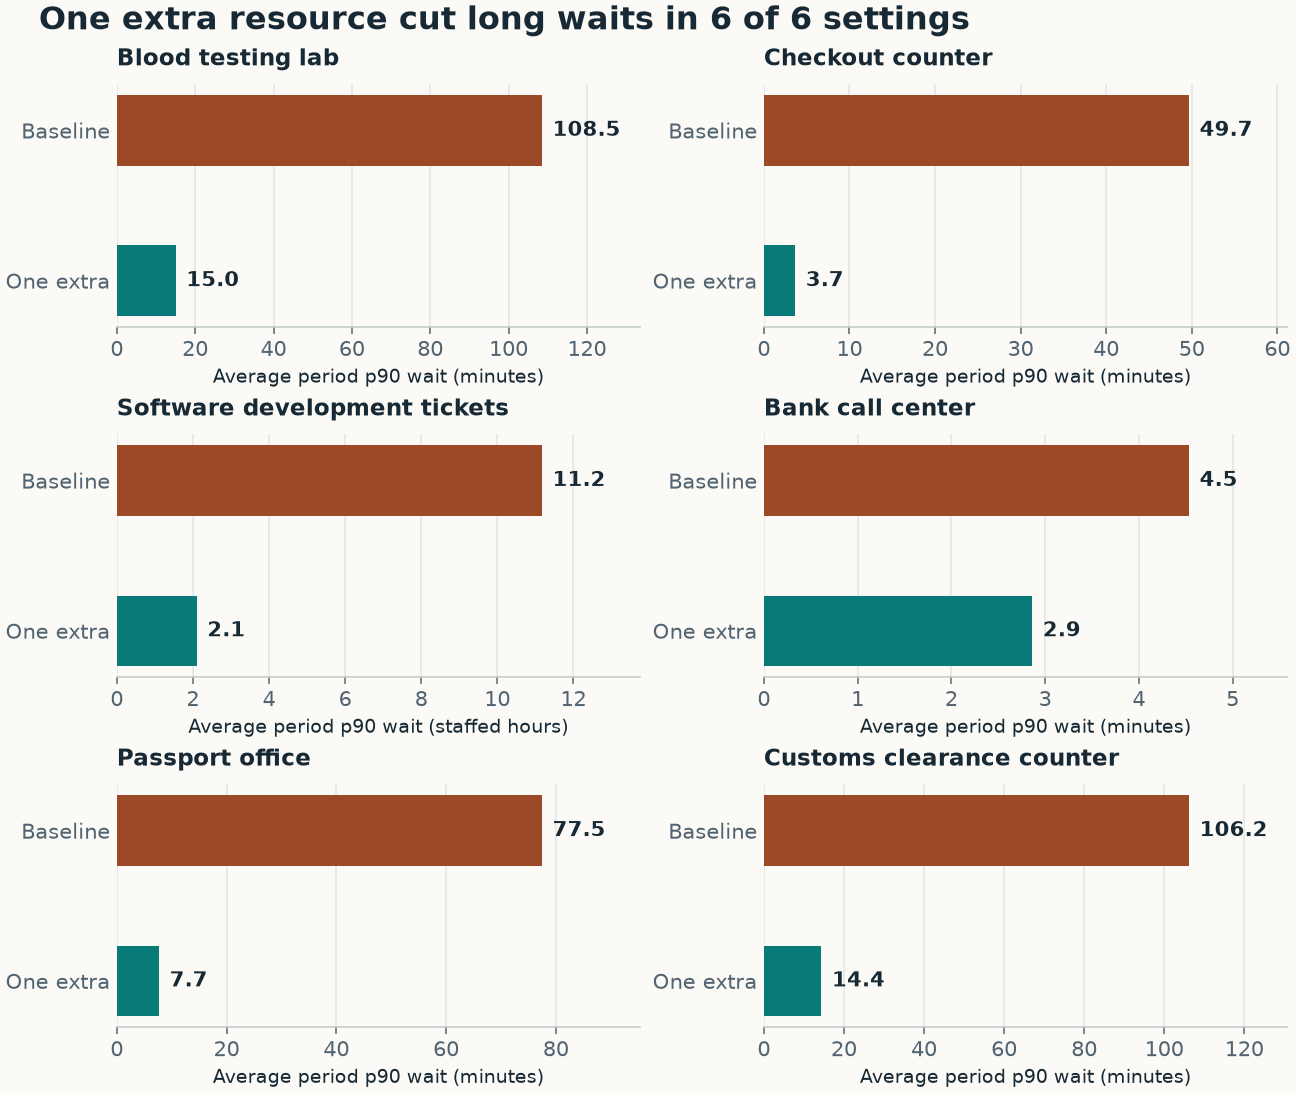 One extra resource cut long waits in 6 of 6 settings
Blood testing lab
Baseline
108.5
One extra
15.0
0 20 40 60 80 100 120
Average period p90 wait (minutes)
Checkout counter
Baseline
49.7
One extra
3.7
0 10 20 30 40 50 60
Average period p90 wait (minutes)
Software development tickets
Baseline
11.2
One extra
2.1
0 2 4 6 8 10 12
Average period p90 wait (staffed hours)
Bank call center
Baseline
4.5
One extra
2.9
0 1 2 3 4 5
Average period p90 wait (minutes)
Passport office
Baseline
77.5
One extra
7.7
0 20 40 60 80
Average period p90 wait (minutes)
Customs clearance counter
Baseline
106.2
One extra
14.4
0 20 40 60 80 100 120
Average period p90 wait (minutes)